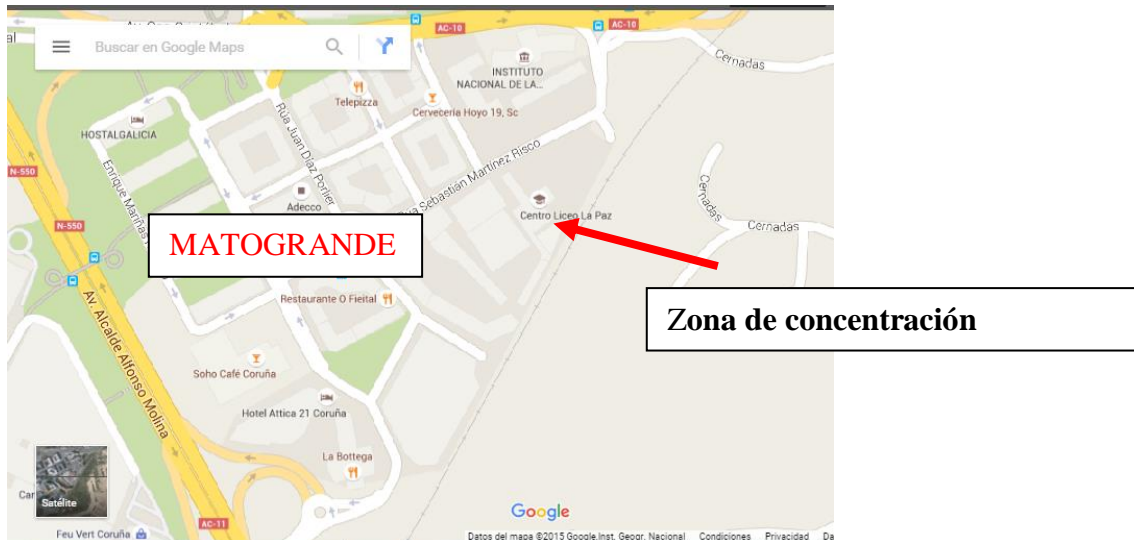 AC-10
AC-10
Buscar en Google Maps
Cernadas
INSTITUTO
NACIONAL DE LA...
Telepizza
Cervecería Hoyo 19, Sc
HOSTALGALICIA
Rúa Juan Díaz Porlier
Sebastián Martínez Risco
N-550
Enrique Mariñas
Adecco
Centro Liceo La Paz
Cernadas
Cernadas
N-550
MATOGRANDE
Restaurante O Fieital
Zona de concentración
Av. Alcalde Alfonso Molina
Soho Café Coruña
Hotel Attica 21 Coruña
La Bottega
Car
Satélite
Google
AC-11
Feu Vert Coruña
Datos del mapa ©2015 Google,Inst. Geogr. Nacional Condiciones Privacidad Da